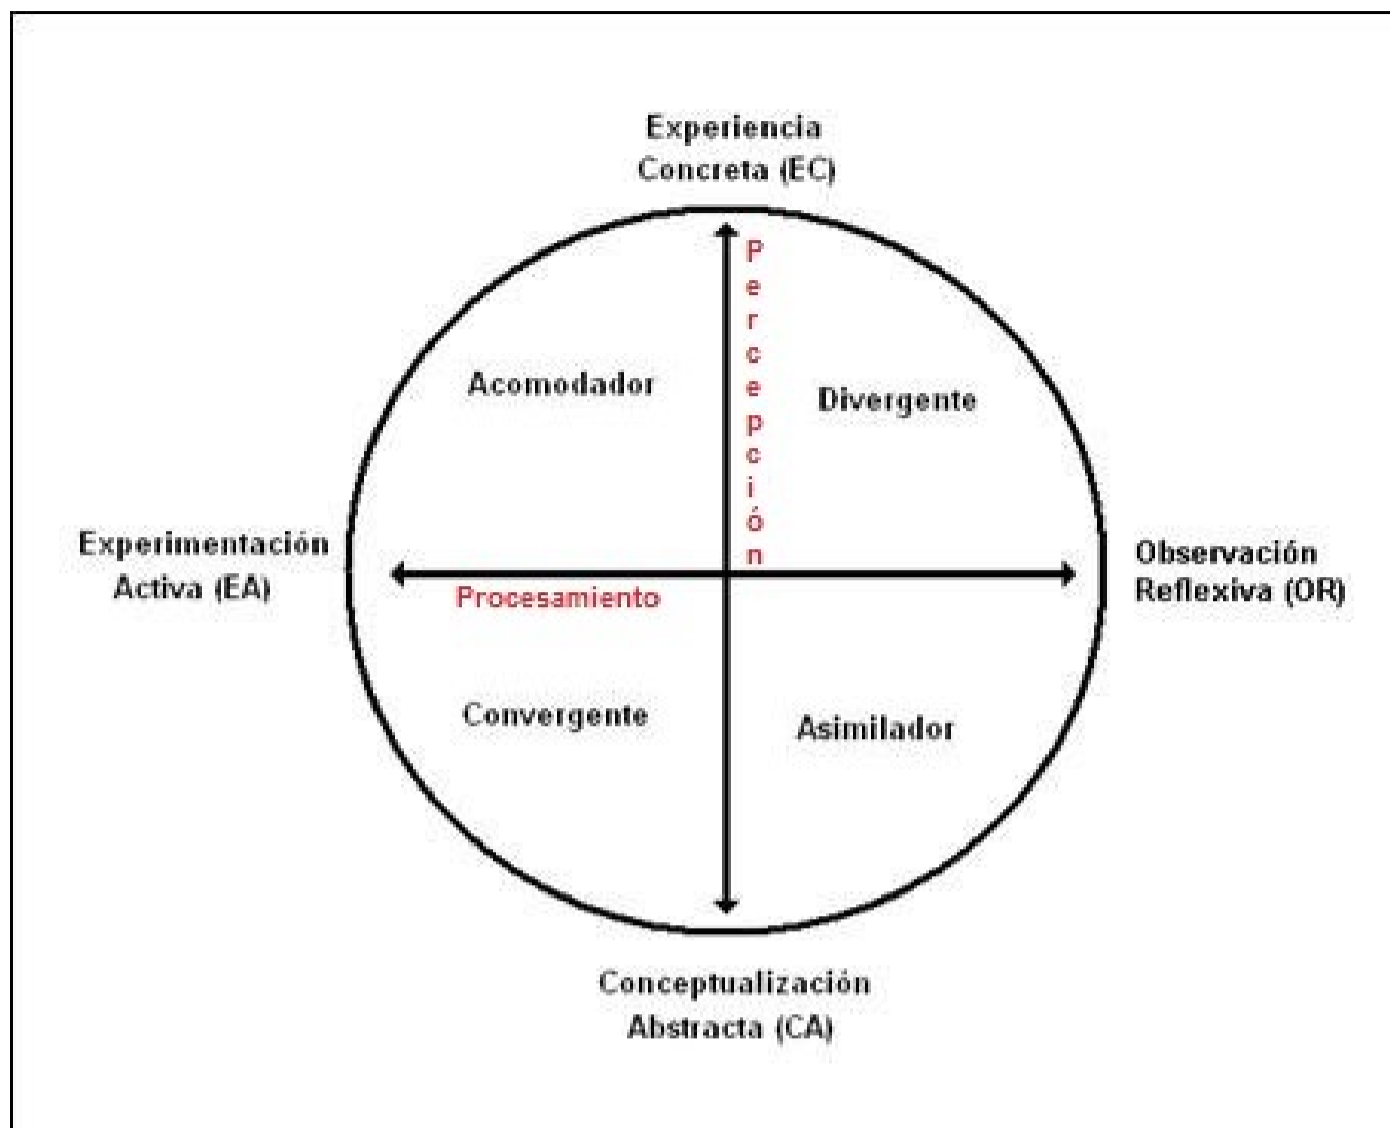 Experiencia
Concreta (EC)
Percepción
Acomodador
Divergente
Experimentación
Activa (EA)
Observación
Reflexiva (OR)
Procesamiento
Convergente
Asimilador
Conceptualización
Abstracta (CA)